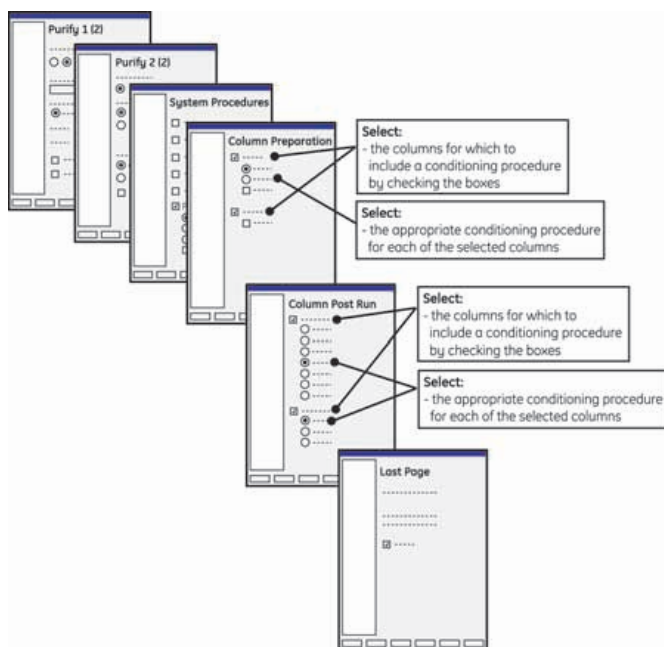 Purify 1 (2)
Purify 2 (2)
System Procedures
Column Preparation
Select:
- the columns for which to
include a conditioning procedure
by checking the boxes
Select:
- the appropriate conditioning procedure
for each of the selected columns
Column Post Run
Select:
- the columns for which to
include a conditioning procedure
by checking the boxes
Select:
- the appropriate conditioning procedure
for each of the selected columns
Last Page